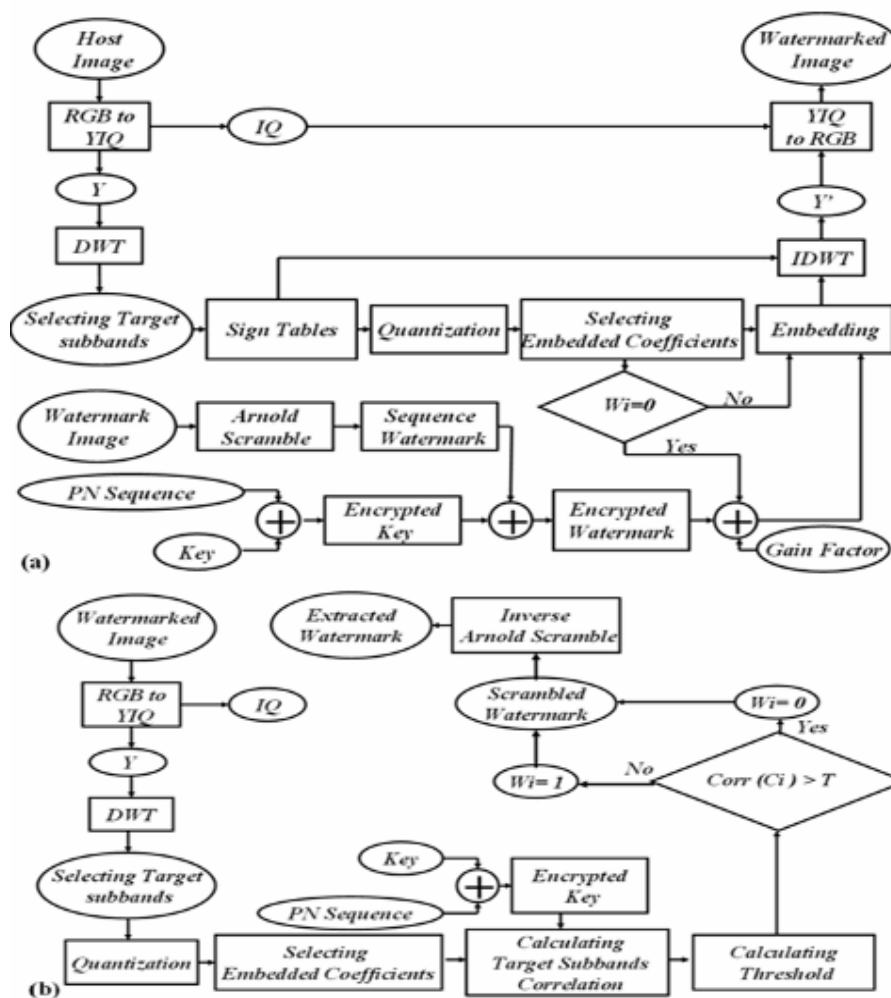 Host
Image
Watermarked
Image
RGB to
YIQ
IQ
YIQ
to RGB
Y
Y'
DWT
IDWT
Selecting Target
subbands
Sign Tables
Quantization
Selecting
Embedded Coefficients
Embedding
Wi=0
No
Yes
Watermark
Image
Arnold
Scramble
Sequence
Watermark
PN Sequence
Key
Encrypted
Key
Encrypted
Watermark
Gain Factor
(a)
Watermarked
Image
Extracted
Watermark
Inverse
Arnold Scramble
RGB to
YIQ
IQ
Scrambled
Watermark
Wi= 0
Yes
Y
Wi= 1
No
Corr (Ci ) > T
DWT
Selecting Target
subbands
Key
PN Sequence
Encrypted
Key
Quantization
Selecting
Embedded Coefficients
Calculating
Target Subbands
Correlation
Calculating
Threshold
(b)